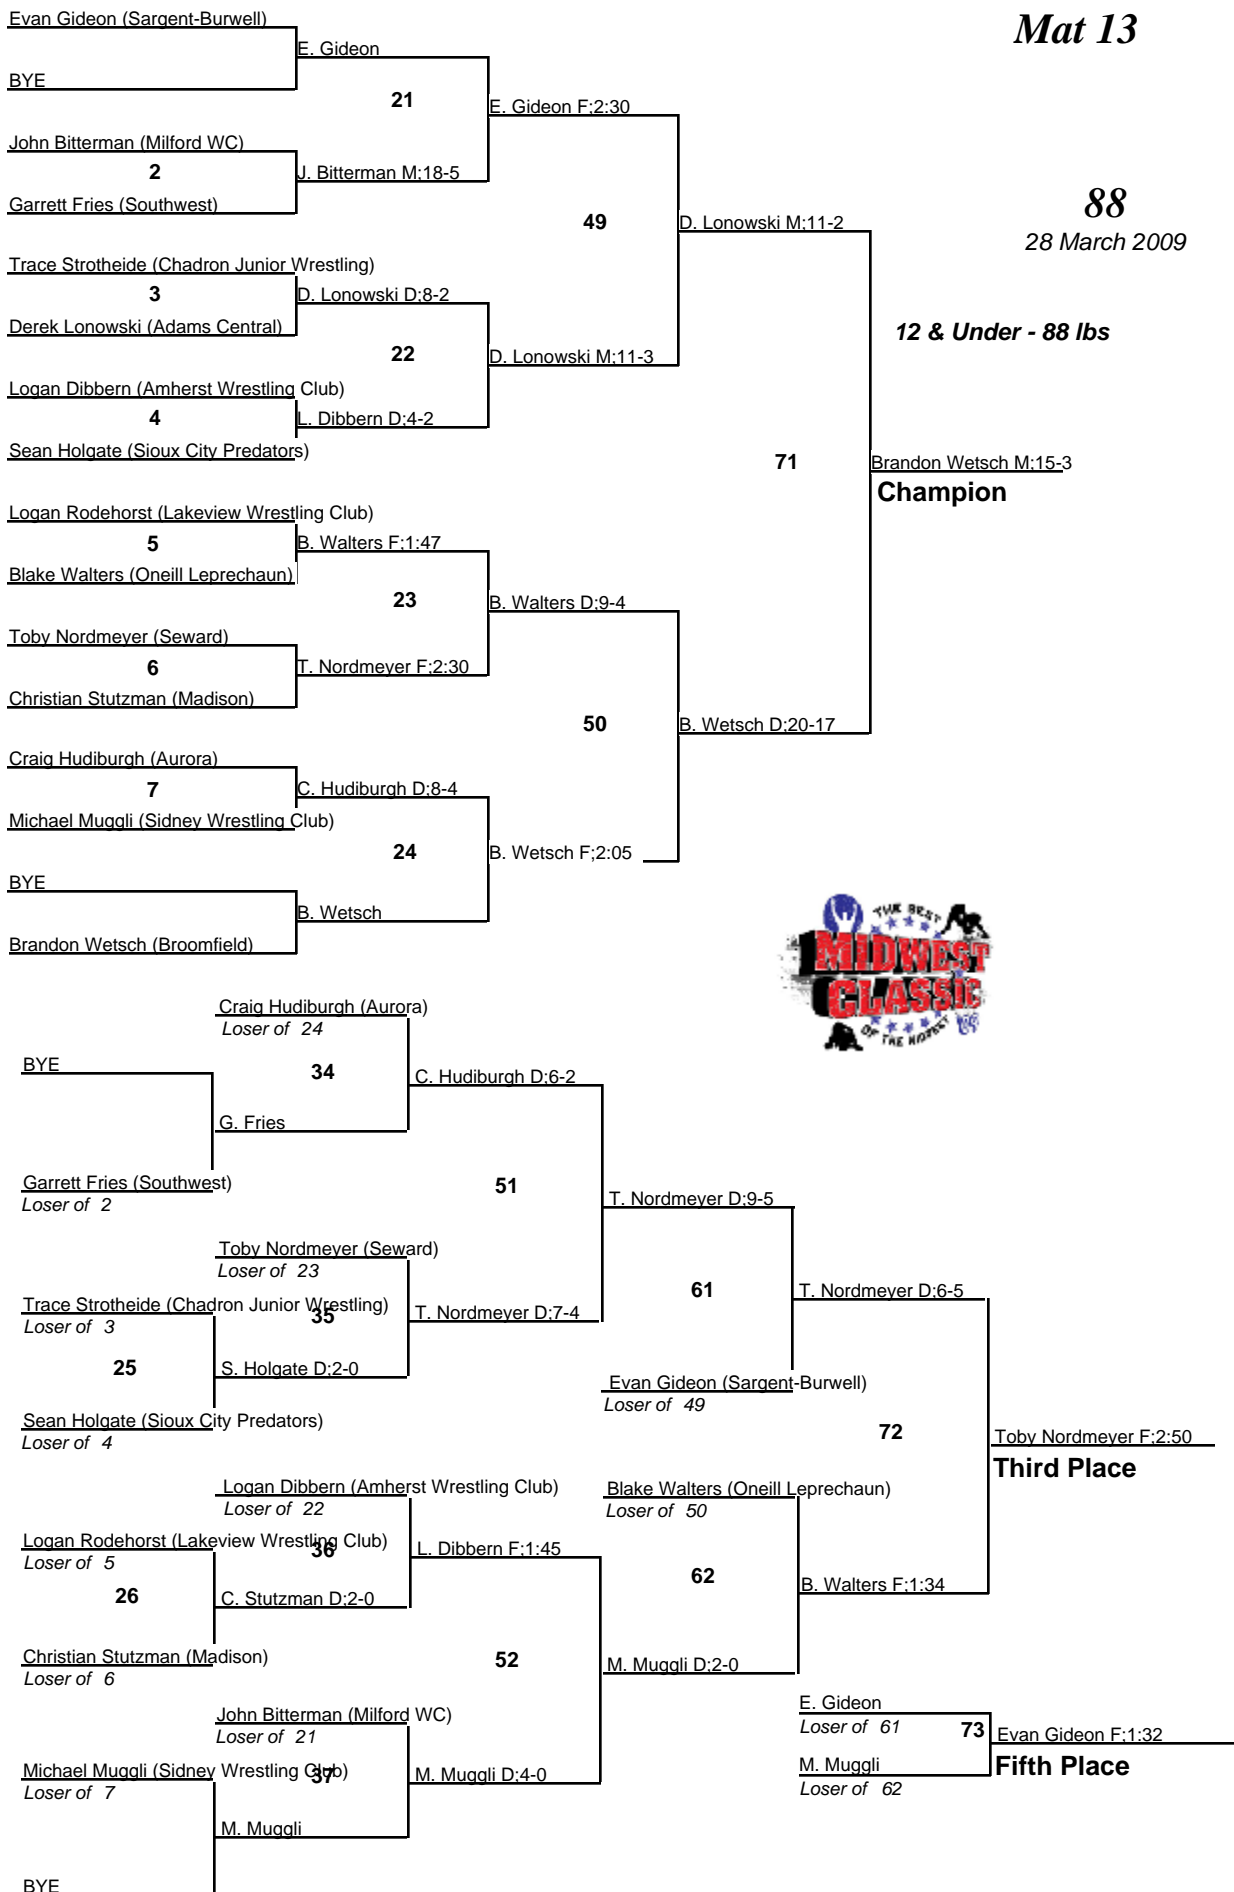 Mat 13
88
28 March 2009
12 & Under - 88 lbs
Evan Gideon (Sargent-Burwell)
E. Gideon
BYE
21
E. Gideon F;2:30
John Bitterman (Milford WC)
2
J. Bitterman M;18-5
Garrett Fries (Southwest)
49
D. Lonowski M;11-2
Trace Strotheide (Chadron Junior Wrestling)
3
D. Lonowski D;8-2
Derek Lonowski (Adams Central)
22
D. Lonowski M;11-3
Logan Dibbern (Amherst Wrestling Club)
4
L. Dibbern D;4-2
Sean Holgate (Sioux City Predators)
71
Brandon Wetsch M;15-3
Champion
Logan Rodehorst (Lakeview Wrestling Club)
5
B. Walters F;1:47
Blake Walters (Oneill Leprechaun)
23
B. Walters D;9-4
Toby Nordmeyer (Seward)
6
T. Nordmeyer F;2:30
Christian Stutzman (Madison)
50
B. Wetsch D;20-17
Craig Hudiburgh (Aurora)
7
C. Hudiburgh D;8-4
Michael Muggli (Sidney Wrestling Club)
24
B. Wetsch F;2:05
BYE
B. Wetsch
Brandon Wetsch (Broomfield)
THE BEST
MIDWEST
CLASSIC
OF THE MIDWEST
Craig Hudiburgh (Aurora)
Loser of 24
BYE
34
C. Hudiburgh D;6-2
G. Fries
Garrett Fries (Southwest)
Loser of 2
51
T. Nordmeyer D;9-5
Toby Nordmeyer (Seward)
Loser of 23
Trace Strotheide (Chadron Junior Wrestling)
Loser of 3
35
T. Nordmeyer D;7-4
61
T. Nordmeyer D;6-5
25
S. Holgate D;2-0
Evan Gideon (Sargent-Burwell)
Loser of 49
Sean Holgate (Sioux City Predators)
Loser of 4
72
Toby Nordmeyer F;2:50
Third Place
Logan Dibbern (Amherst Wrestling Club)
Loser of 22
Blake Walters (Oneill Leprechaun)
Loser of 50
Logan Rodehorst (Lakeview Wrestling Club)
Loser of 5
36
L. Dibbern F;1:45
62
B. Walters F;1:34
26
C. Stutzman D;2-0
Christian Stutzman (Madison)
Loser of 6
52
M. Muggli D;2-0
John Bitterman (Milford WC)
Loser of 21
E. Gideon
Loser of 61
73
Evan Gideon F;1:32
Fifth Place
M. Muggli
Loser of 62
Michael Muggli (Sidney Wrestling Club)
Loser of 7
37
M. Muggli D;4-0
M. Muggli
BYE